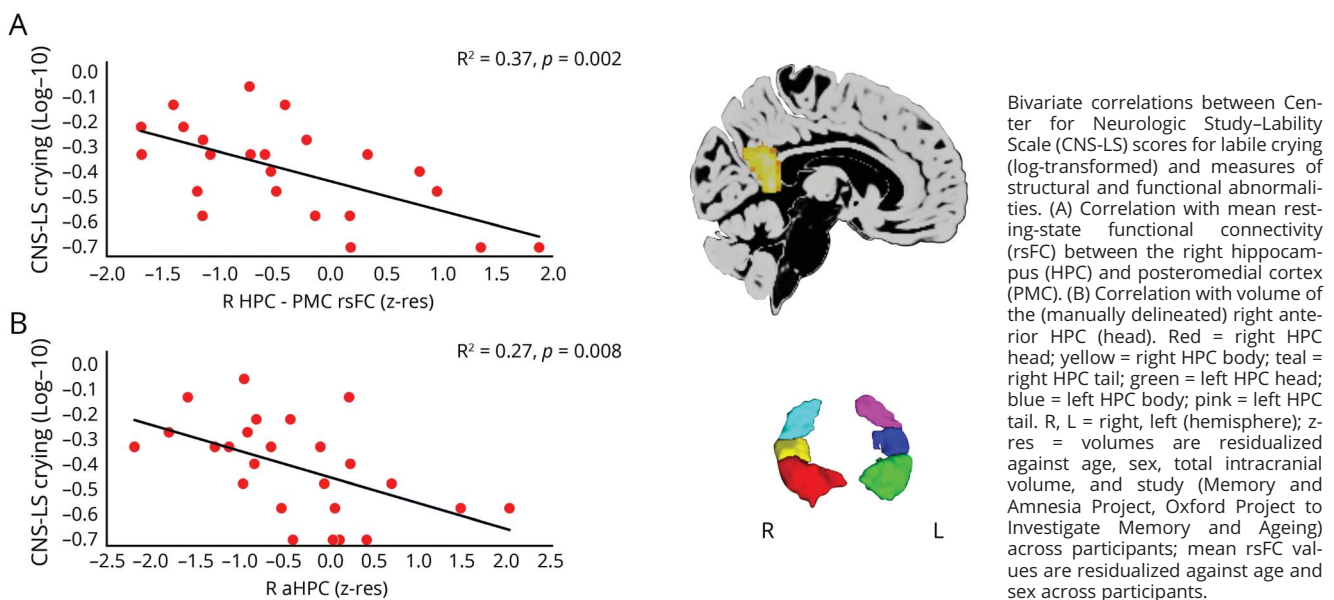 A
R² = 0.37, p = 0.002
CNS-LS crying (Log–10)
0.0
–0.1
–0.2
–0.3
–0.4
–0.5
–0.6
–0.7
–2.0 –1.5 –1.0 –0.5 0.0 0.5 1.0 1.5 2.0
R HPC - PMC rsFC (z-res)
B
R² = 0.27, p = 0.008
CNS-LS crying (Log–10)
0.0
–0.1
–0.2
–0.3
–0.4
–0.5
–0.6
–0.7
–2.5 –2.0 –1.5 –1.0 –0.5 0.0 0.5 1.0 1.5 2.0 2.5
R aHPC (z-res)
R L
Bivariate correlations between Cen-
ter for Neurologic Study–Lability
Scale (CNS-LS) scores for labile crying
(log-transformed) and measures of
structural and functional abnormali-
ties. (A) Correlation with mean rest-
ing-state functional connectivity
(rsFC) between the right hippocam-
pus (HPC) and posteromedial cortex
(PMC). (B) Correlation with volume of
the (manually delineated) right ante-
rior HPC (head). Red = right HPC
head; yellow = right HPC body; teal =
right HPC tail; green = left HPC head;
blue = left HPC body; pink = left HPC
tail. R, L = right, left (hemisphere); z-
res = volumes are residualized
against age, sex, total intracranial
volume, and study (Memory and
Amnesia Project, Oxford Project to
Investigate Memory and Ageing)
across participants; mean rsFC val-
ues are residualized against age and
sex across participants.